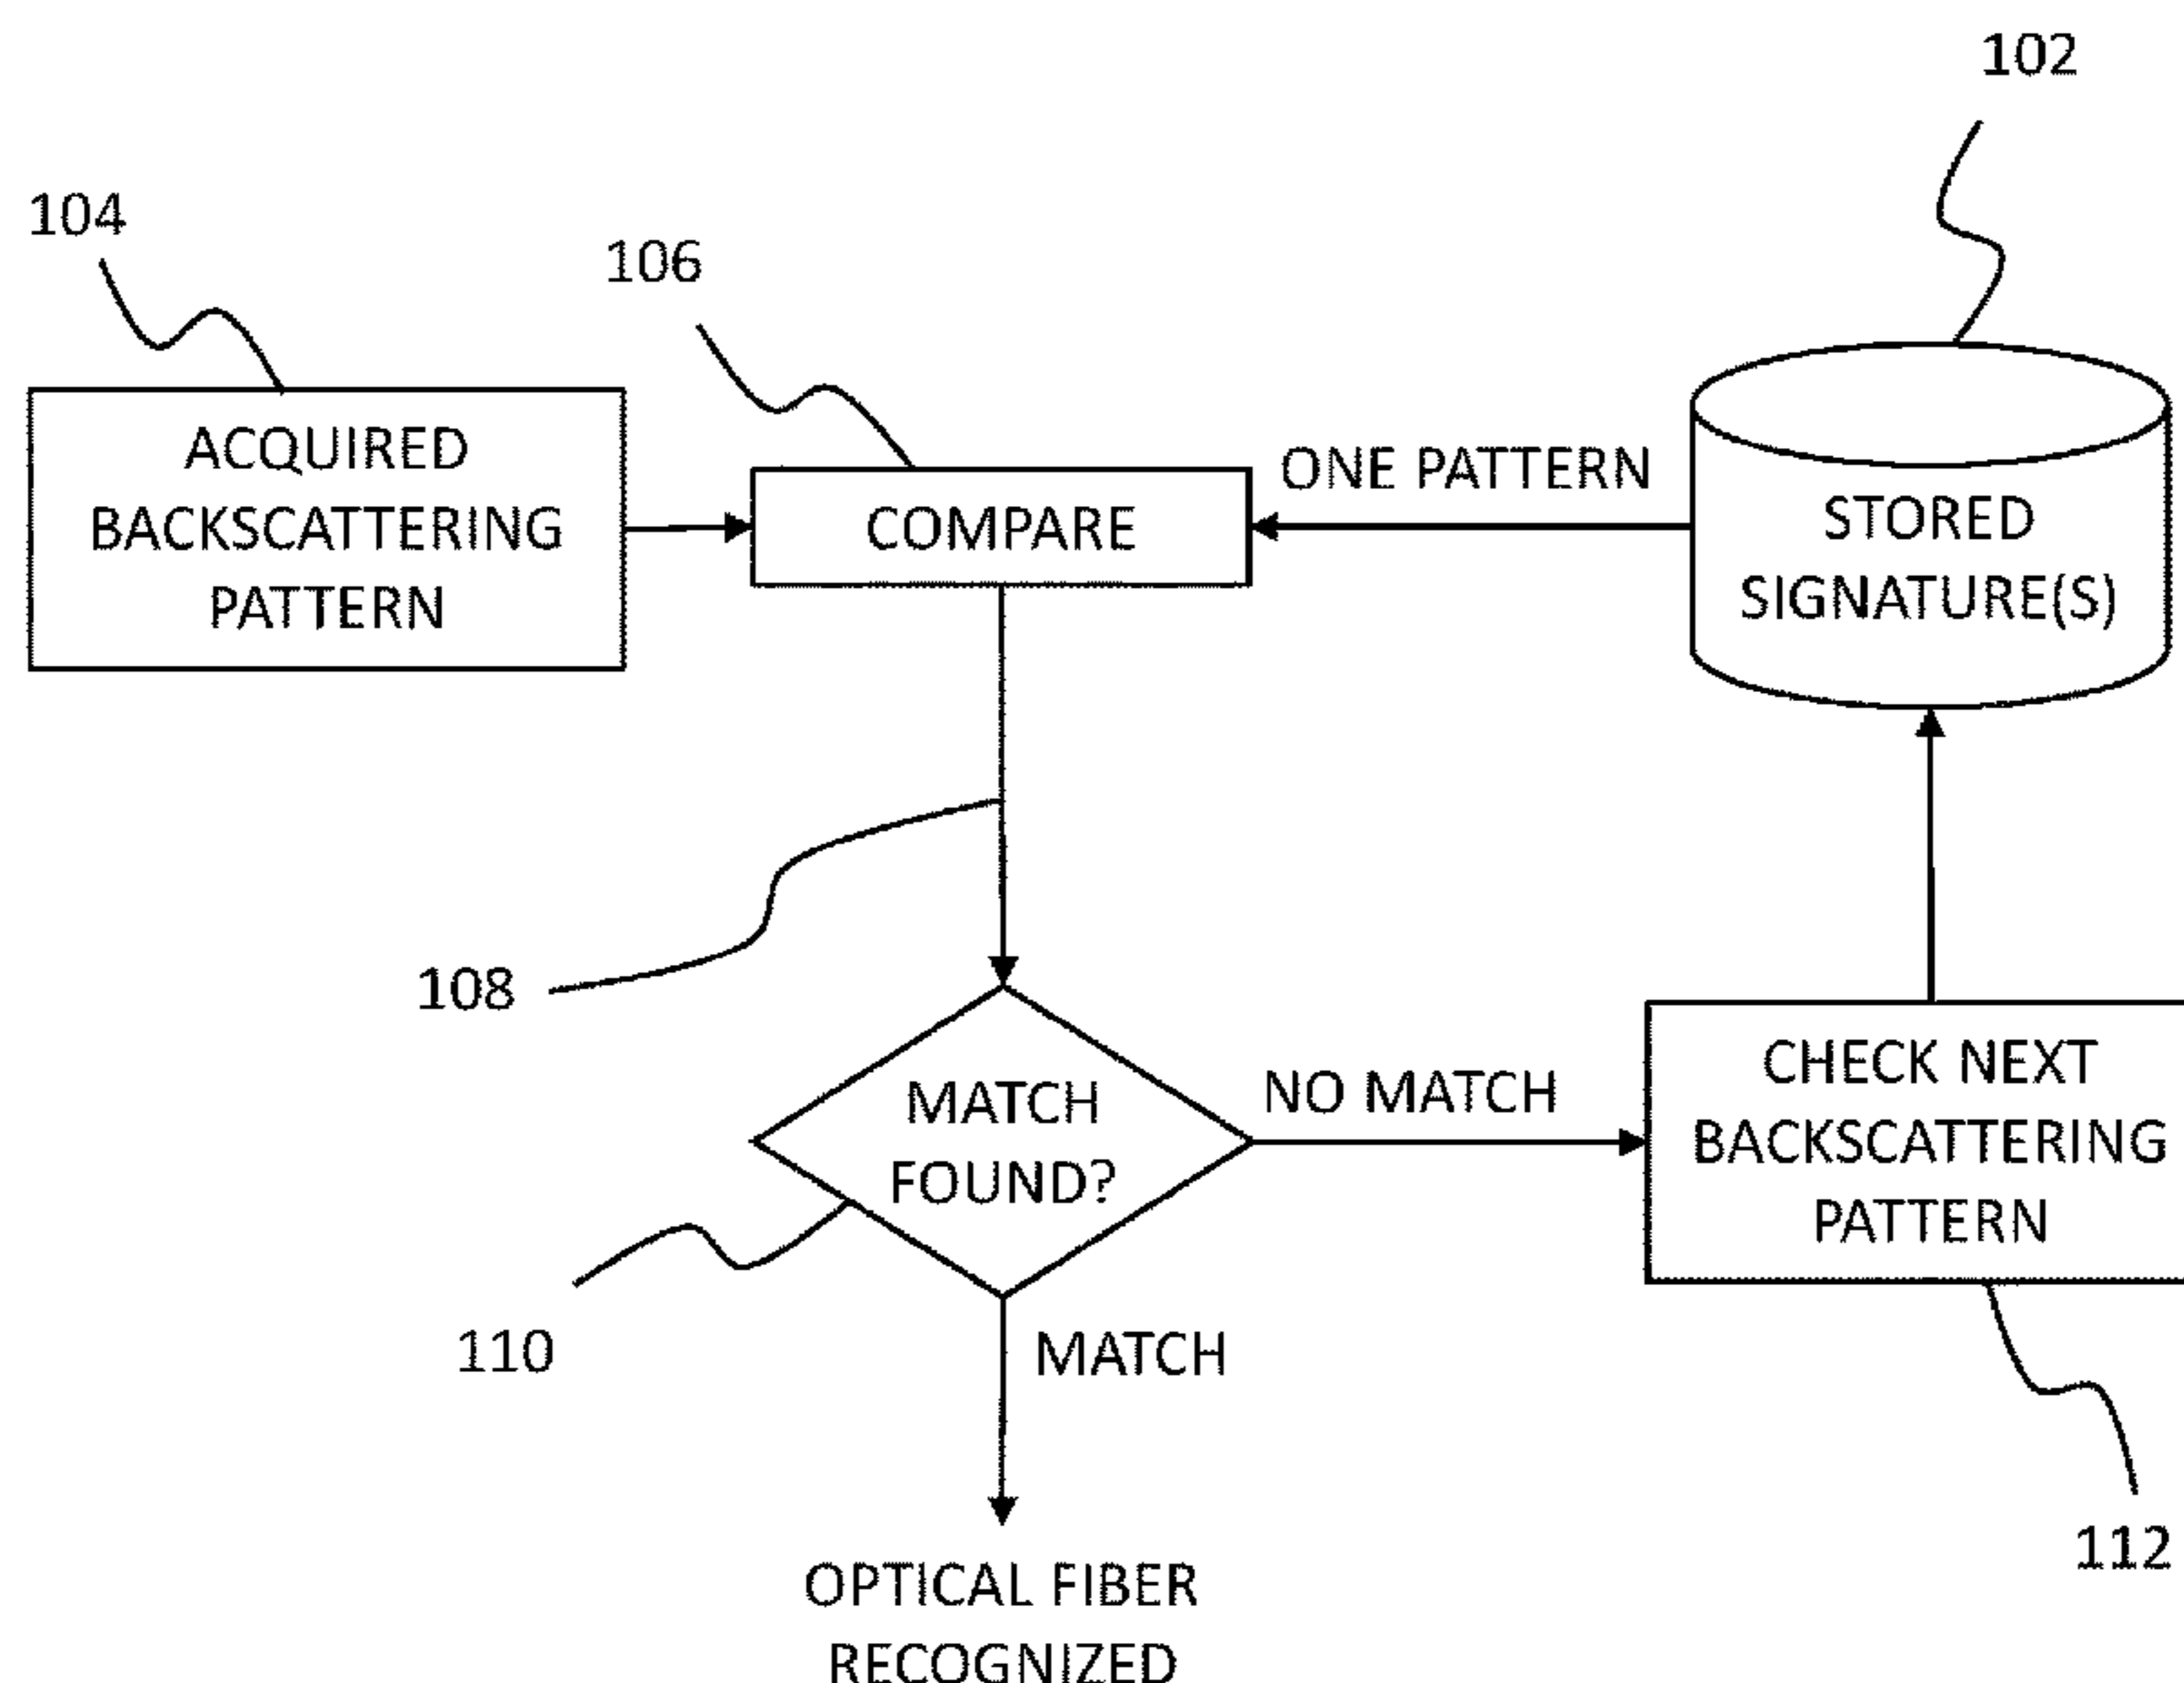 102
104
106
ACQUIRED
BACKSCATTERING
PATTERN
COMPARE
ONE PATTERN
STORED
SIGNATURE(S)
108
MATCH
FOUND?
NO MATCH
CHECK NEXT
BACKSCATTERING
PATTERN
110
MATCH
112
OPTICAL FIBER
RECOGNIZED